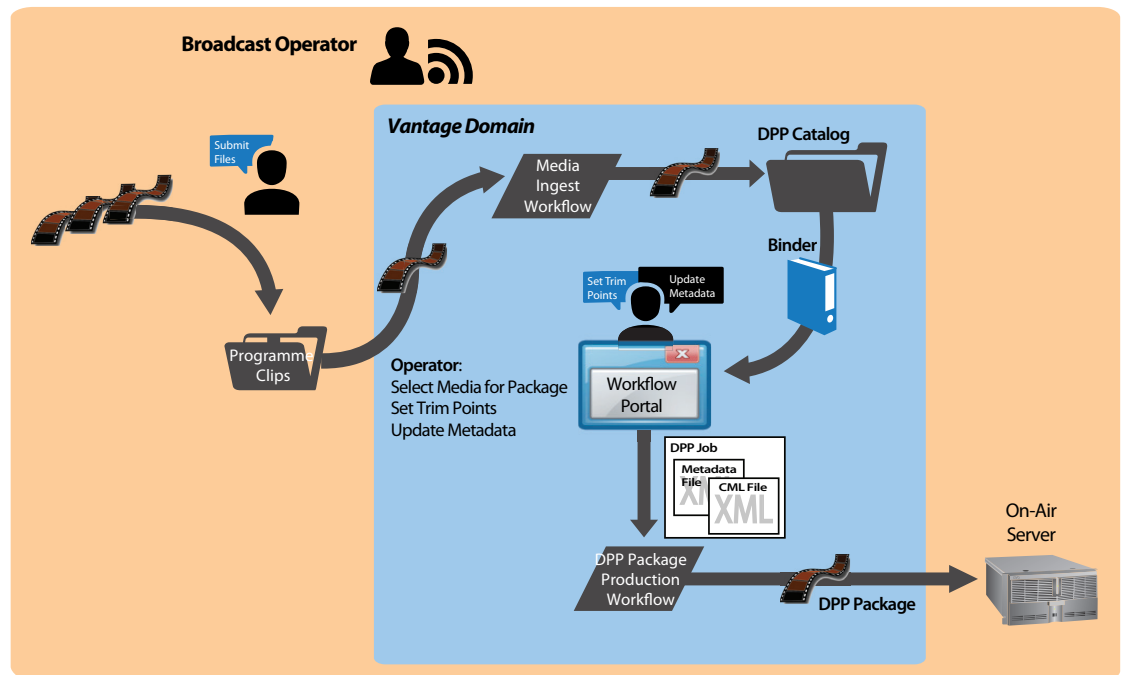 Broadcast Operator
Vantage Domain
DPP Catalog
Submit
Files
Media
Ingest
Workflow
Binder
Set Trim
Points
Update
Metadata
Programme
Clips
Operator:
Select Media for Package
Set Trim Points
Update Metadata
Workflow
Portal
DPP Job
Metadata
File
XML
CML File
XML
On-Air
Server
DPP Package
Production
Workflow
DPP Package